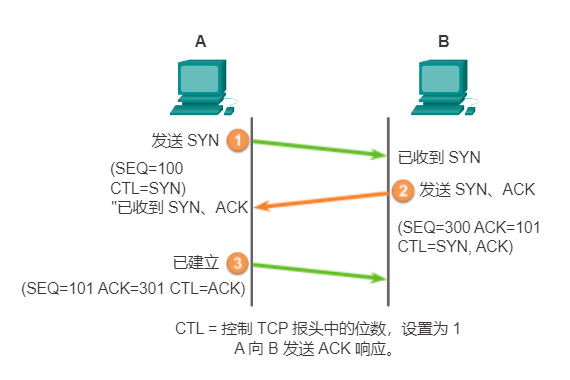 A
B
发送 SYN
1
(SEQ=100
CTL=SYN)
已收到 SYN
2
发送 SYN、ACK
"已收到 SYN、ACK
(SEQ=300 ACK=101
CTL=SYN, ACK)
已建立
3
(SEQ=101 ACK=301 CTL=ACK)
CTL = 控制 TCP 报头中的位数，设置为 1
A 向 B 发送 ACK 响应。